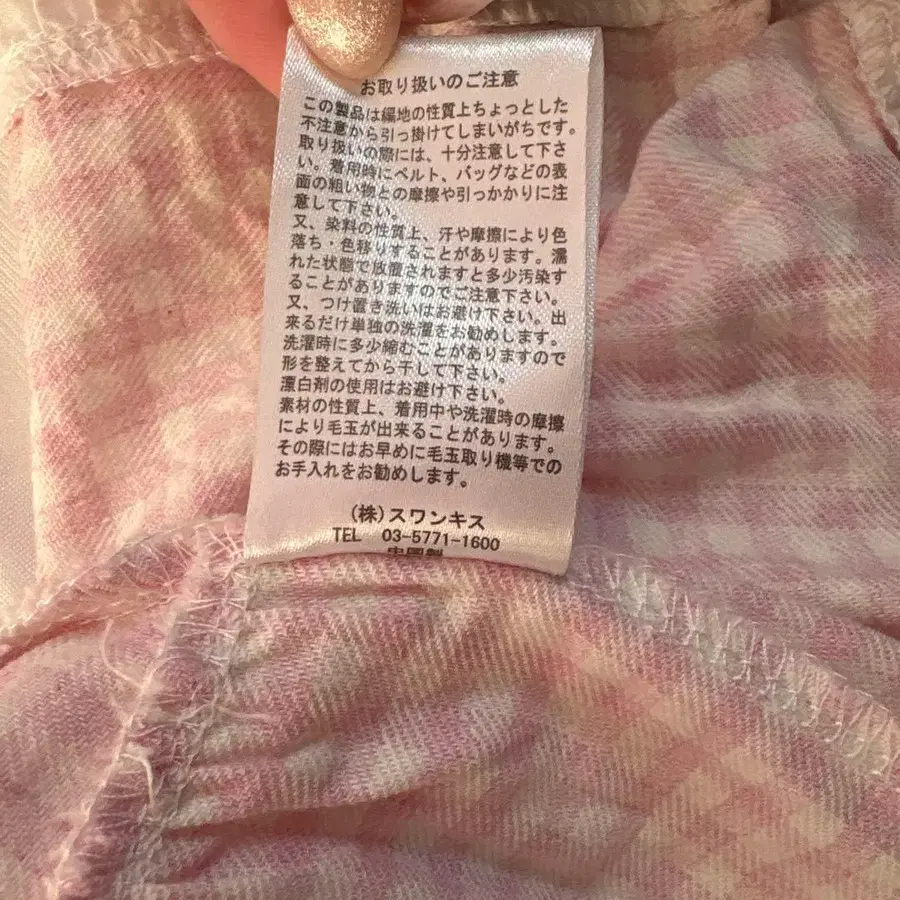 お取り扱いのご注意
この製品は編地の性質上ちょっとした
不注意から引っ掛けてしまいがちです。
取り扱いの際には、十分注意して下さ
い。着用時にベルト、バッグなどの表
面の粗い物との摩擦や引っかかりに注
意して下さい。
又、染料の性質上、汗や摩擦により色
落ち・色移りすることがあります。濡
れた状態で放置されますと多少汚染す
ることがありますのでご注意下さい。
又、つけ置き洗いはお避け下さい。出
来るだけ単独の洗濯をお勧めします。
洗濯時に多少縮むことがありますので
形を整えてから干して下さい。
漂白剤の使用はお避け下さい。
素材の性質上、着用中や洗濯時の摩擦
により毛玉が出来ることがあります。
その際にはお早めに毛玉取り機等での
お手入れをお勧めします。
(株)スワンキス
TEL 03-5771-1600
中国製